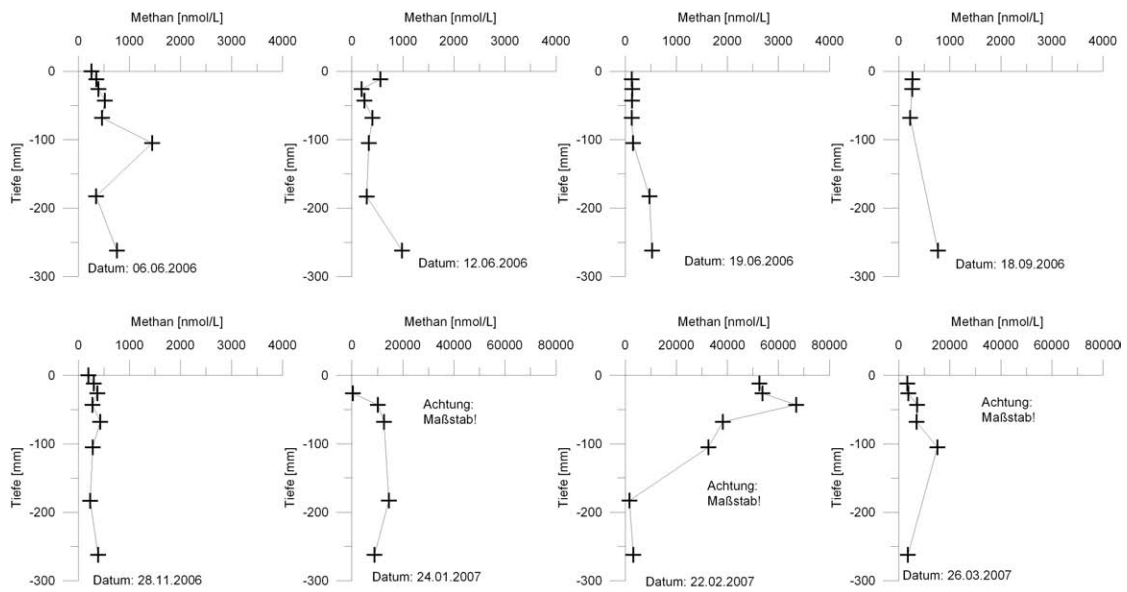 Methan [nmol/L]
0 1000 2000 3000 4000
0
-100
-200
-300
Tiefe [mm]
Datum: 06.06.2006
Methan [nmol/L]
0 1000 2000 3000 4000
0
-100
-200
-300
Tiefe [mm]
Datum: 12.06.2006
Methan [nmol/L]
0 1000 2000 3000 4000
0
-100
-200
-300
Tiefe [mm]
Datum: 19.06.2006
Methan [nmol/L]
0 1000 2000 3000 4000
0
-100
-200
-300
Tiefe [mm]
Datum: 18.09.2006
Methan [nmol/L]
0 1000 2000 3000 4000
0
-100
-200
-300
Tiefe [mm]
Datum: 28.11.2006
Methan [nmol/L]
0 20000 40000 60000 80000
0
-100
-200
-300
Tiefe [mm]
Achtung:
Maßstab!
Datum: 24.01.2007
Methan [nmol/L]
0 20000 40000 60000 80000
0
-100
-200
-300
Tiefe [mm]
Achtung:
Maßstab!
Datum: 22.02.2007
Methan [nmol/L]
0 20000 40000 60000 80000
0
-100
-200
-300
Tiefe [mm]
Achtung:
Maßstab!
Datum: 26.03.2007